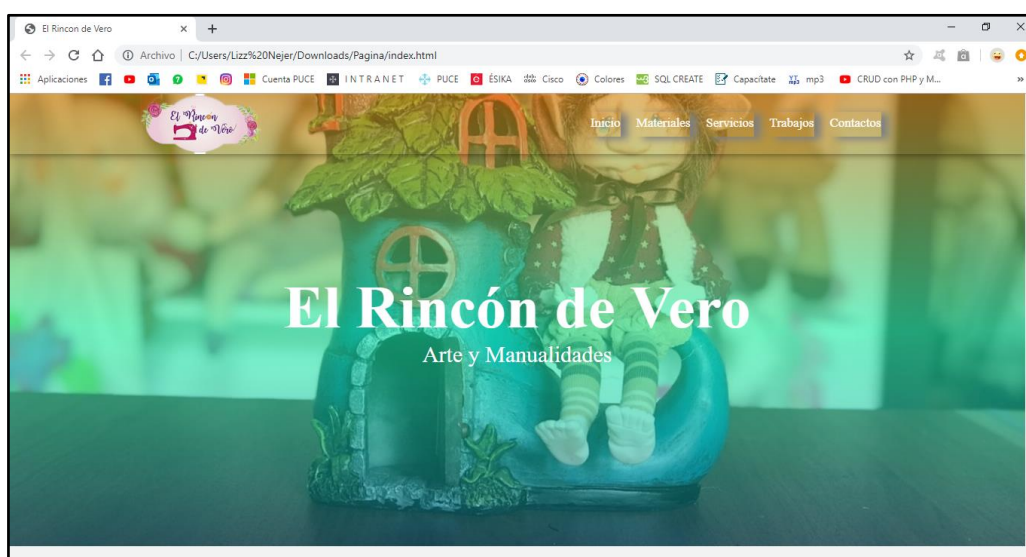 El Rincon de Vero
Archivo | C:/Users/Lizz%20Nejer/Downloads/Pagina/index.html
Aplicaciones Cuenta PUCE I N T R A N E T PUCE ÉSIKA Cisco Colores SQL CREATE Capacítate mp3 CRUD con PHP y M... »
El Rincón
de Vero
Inicio Materiales Servicios Trabajos Contactos
El Rincón de Vero
Arte y Manualidades